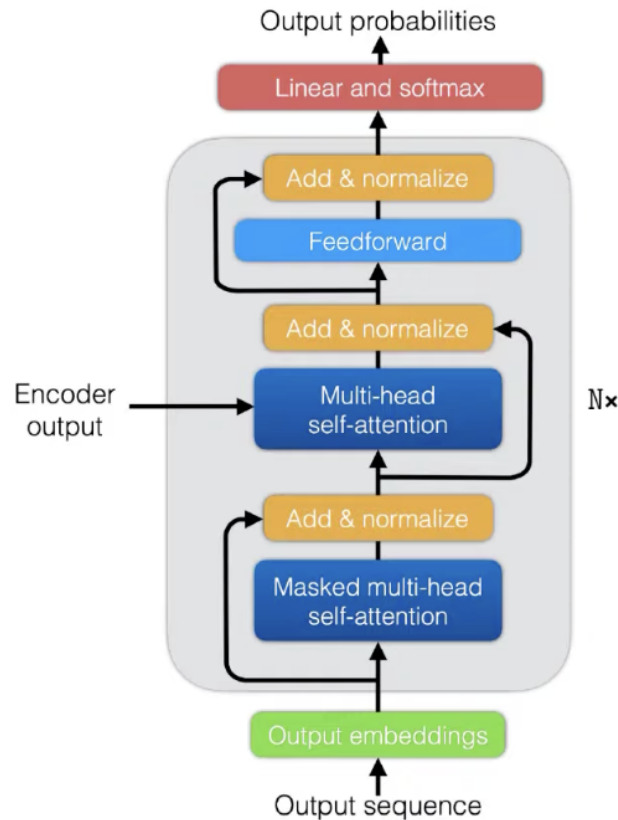 Output probabilities
Linear and softmax
Add & normalize
Feedforward
Add & normalize
Encoder
output
Multi-head
self-attention
N×
Add & normalize
Masked multi-head
self-attention
Output embeddings
Output sequence